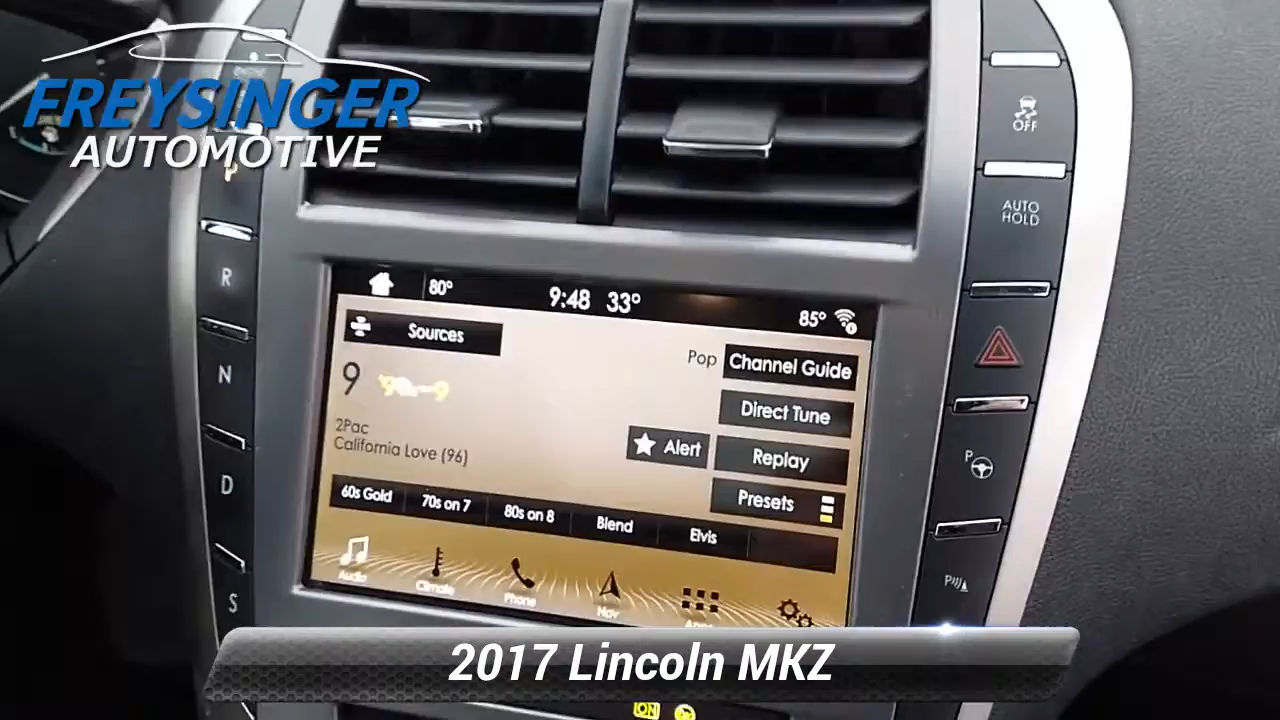 FREYSINGER
AUTOMOTIVE
OFF
AUTO
HOLD
P
R
N
D
S
80°
9:48 33°
85°
Sources
Pop
Channel Guide
9
Direct Tune
2Pac
California Love (96)
Alert
Replay
Presets
60s Gold
70s on 7
80s on 8
Blend
Elvis
Audio
Climate
Phone
Nav
Apps
P
P
2017 Lincoln MKZ
ON